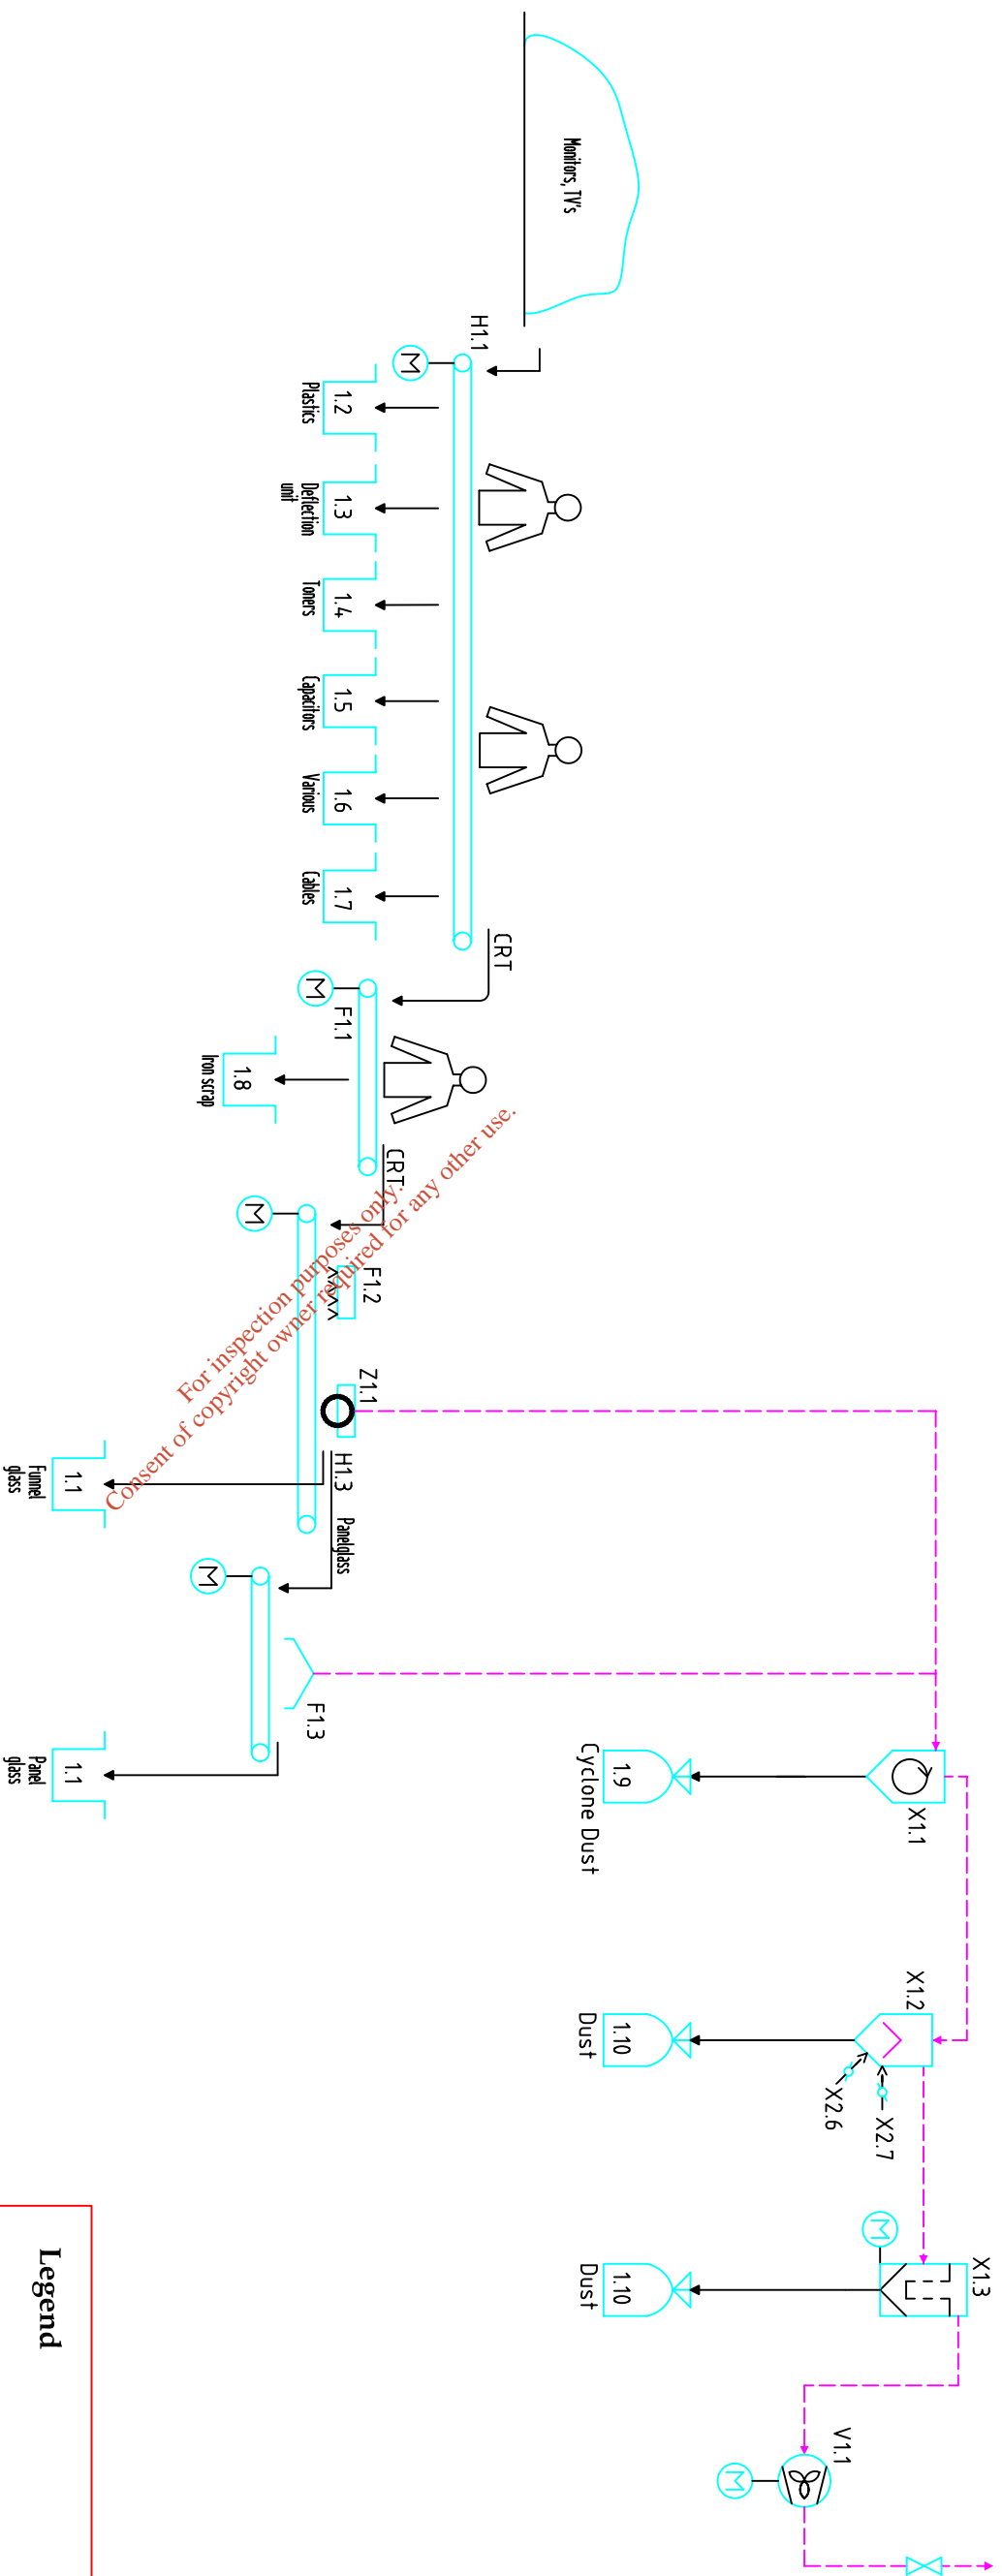 Monitors, TV's
H1.1
M
1.2
Plastics
1.3
Deflection
unit
1.4
Toners
1.5
Capacitors
1.6
Various
1.7
Cables
CRT
M
F1.1
1.8
Iron scrap
CRT
M
F1.2
Z1.1
H1.3
1.1
Funnel
glass
Panelglass
M
F1.3
1.1
Panel
glass
X1.1
1.9
Cyclone Dust
X1.2
X2.6
X2.7
1.10
Dust
X1.3
M
1.10
Dust
V1.1
M
Legend
For inspection purposes only.
Consent of copyright owner required for any other use.